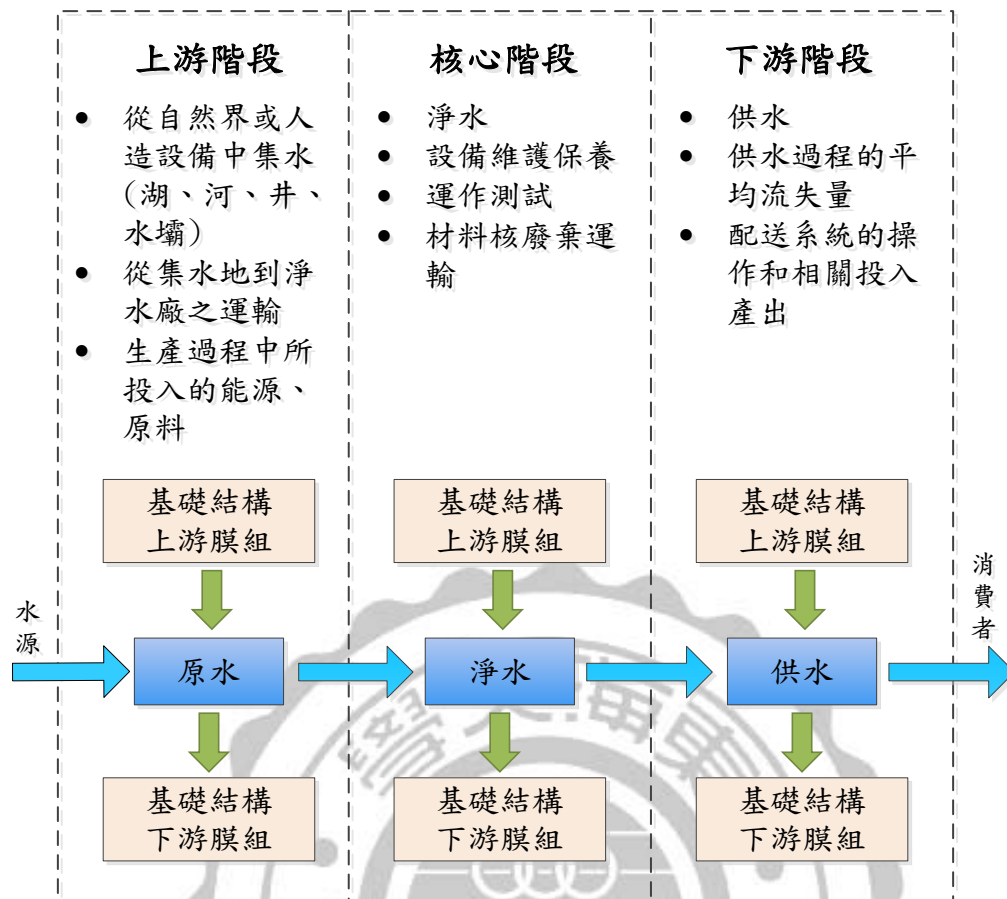 上游階段
• 從自然界或人
造設備中集水
(湖、河、井、
水壩)
• 從集水地到淨
水廠之運輸
• 生產過程中所
投入的能源、
原料
核心階段
• 淨水
• 設備維護保養
• 運作測試
• 材料核廢棄運
輸
下游階段
• 供水
• 供水過程的平
均流失量
• 配送系統的操
作和相關投入
產出
基礎結構
上游膜組
基礎結構
上游膜組
基礎結構
上游膜組
水源
原水
淨水
供水
消費者
基礎結構
下游膜組
基礎結構
下游膜組
基礎結構
下游膜組
學大海東